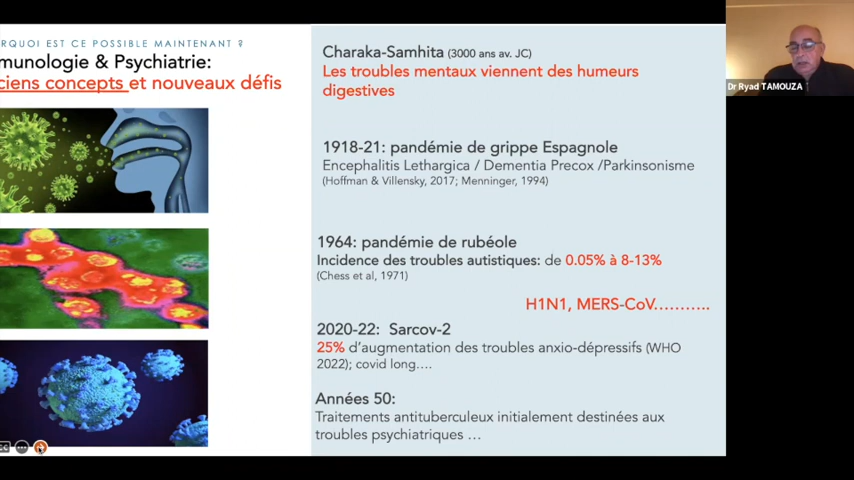 RQUOI EST CE POSSIBLE MAINTENANT ?
munologie & Psychiatrie:
ciens concepts et nouveaux défis
Charaka-Samhita (3000 ans av. JC)
Les troubles mentaux viennent des humeurs
digestives
1918-21: pandémie de grippe Espagnole
Encephalitis Lethargica / Dementia Precox /Parkinsonisme
(Hoffman & Villensky, 2017; Menninger, 1994)
1964: pandémie de rubéole
Incidence des troubles autistiques: de 0.05% à 8-13%
(Chess et al, 1971)
H1N1, MERS-CoV..........
2020-22: Sarcov-2
25% d'augmentation des troubles anxio-dépressifs (WHO
2022); covid long....
Années 50:
Traitements antituberculeux initialement destinées aux
troubles psychiatriques ...
Dr Ryad TAMOUZA